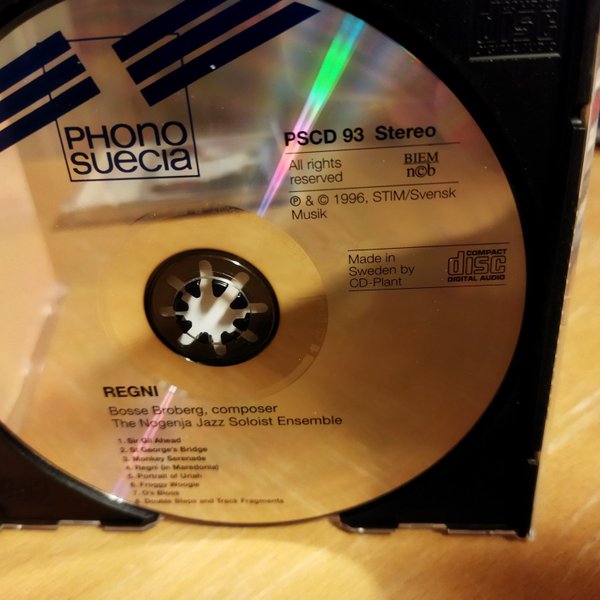 PHONO
suecia
PSCD 93 Stereo
All rights
reserved
BIEM
n©b
℗ & © 1996, STIM/Svensk
Musik
Made in
Sweden by
CD-Plant
COMPACT
disc
DIGITAL AUDIO
REGNI
Bosse Broberg, composer
The Nogenja Jazz Soloist Ensemble
1. Sir Gil Ahead
2. St George's Bridge
3. Monkey Serenade
4. Regni (in Maredonia)
5. Portrait of Uriah
6. Froggy Woogie
7. O's Blues
8. Double Stops and Track Fragments